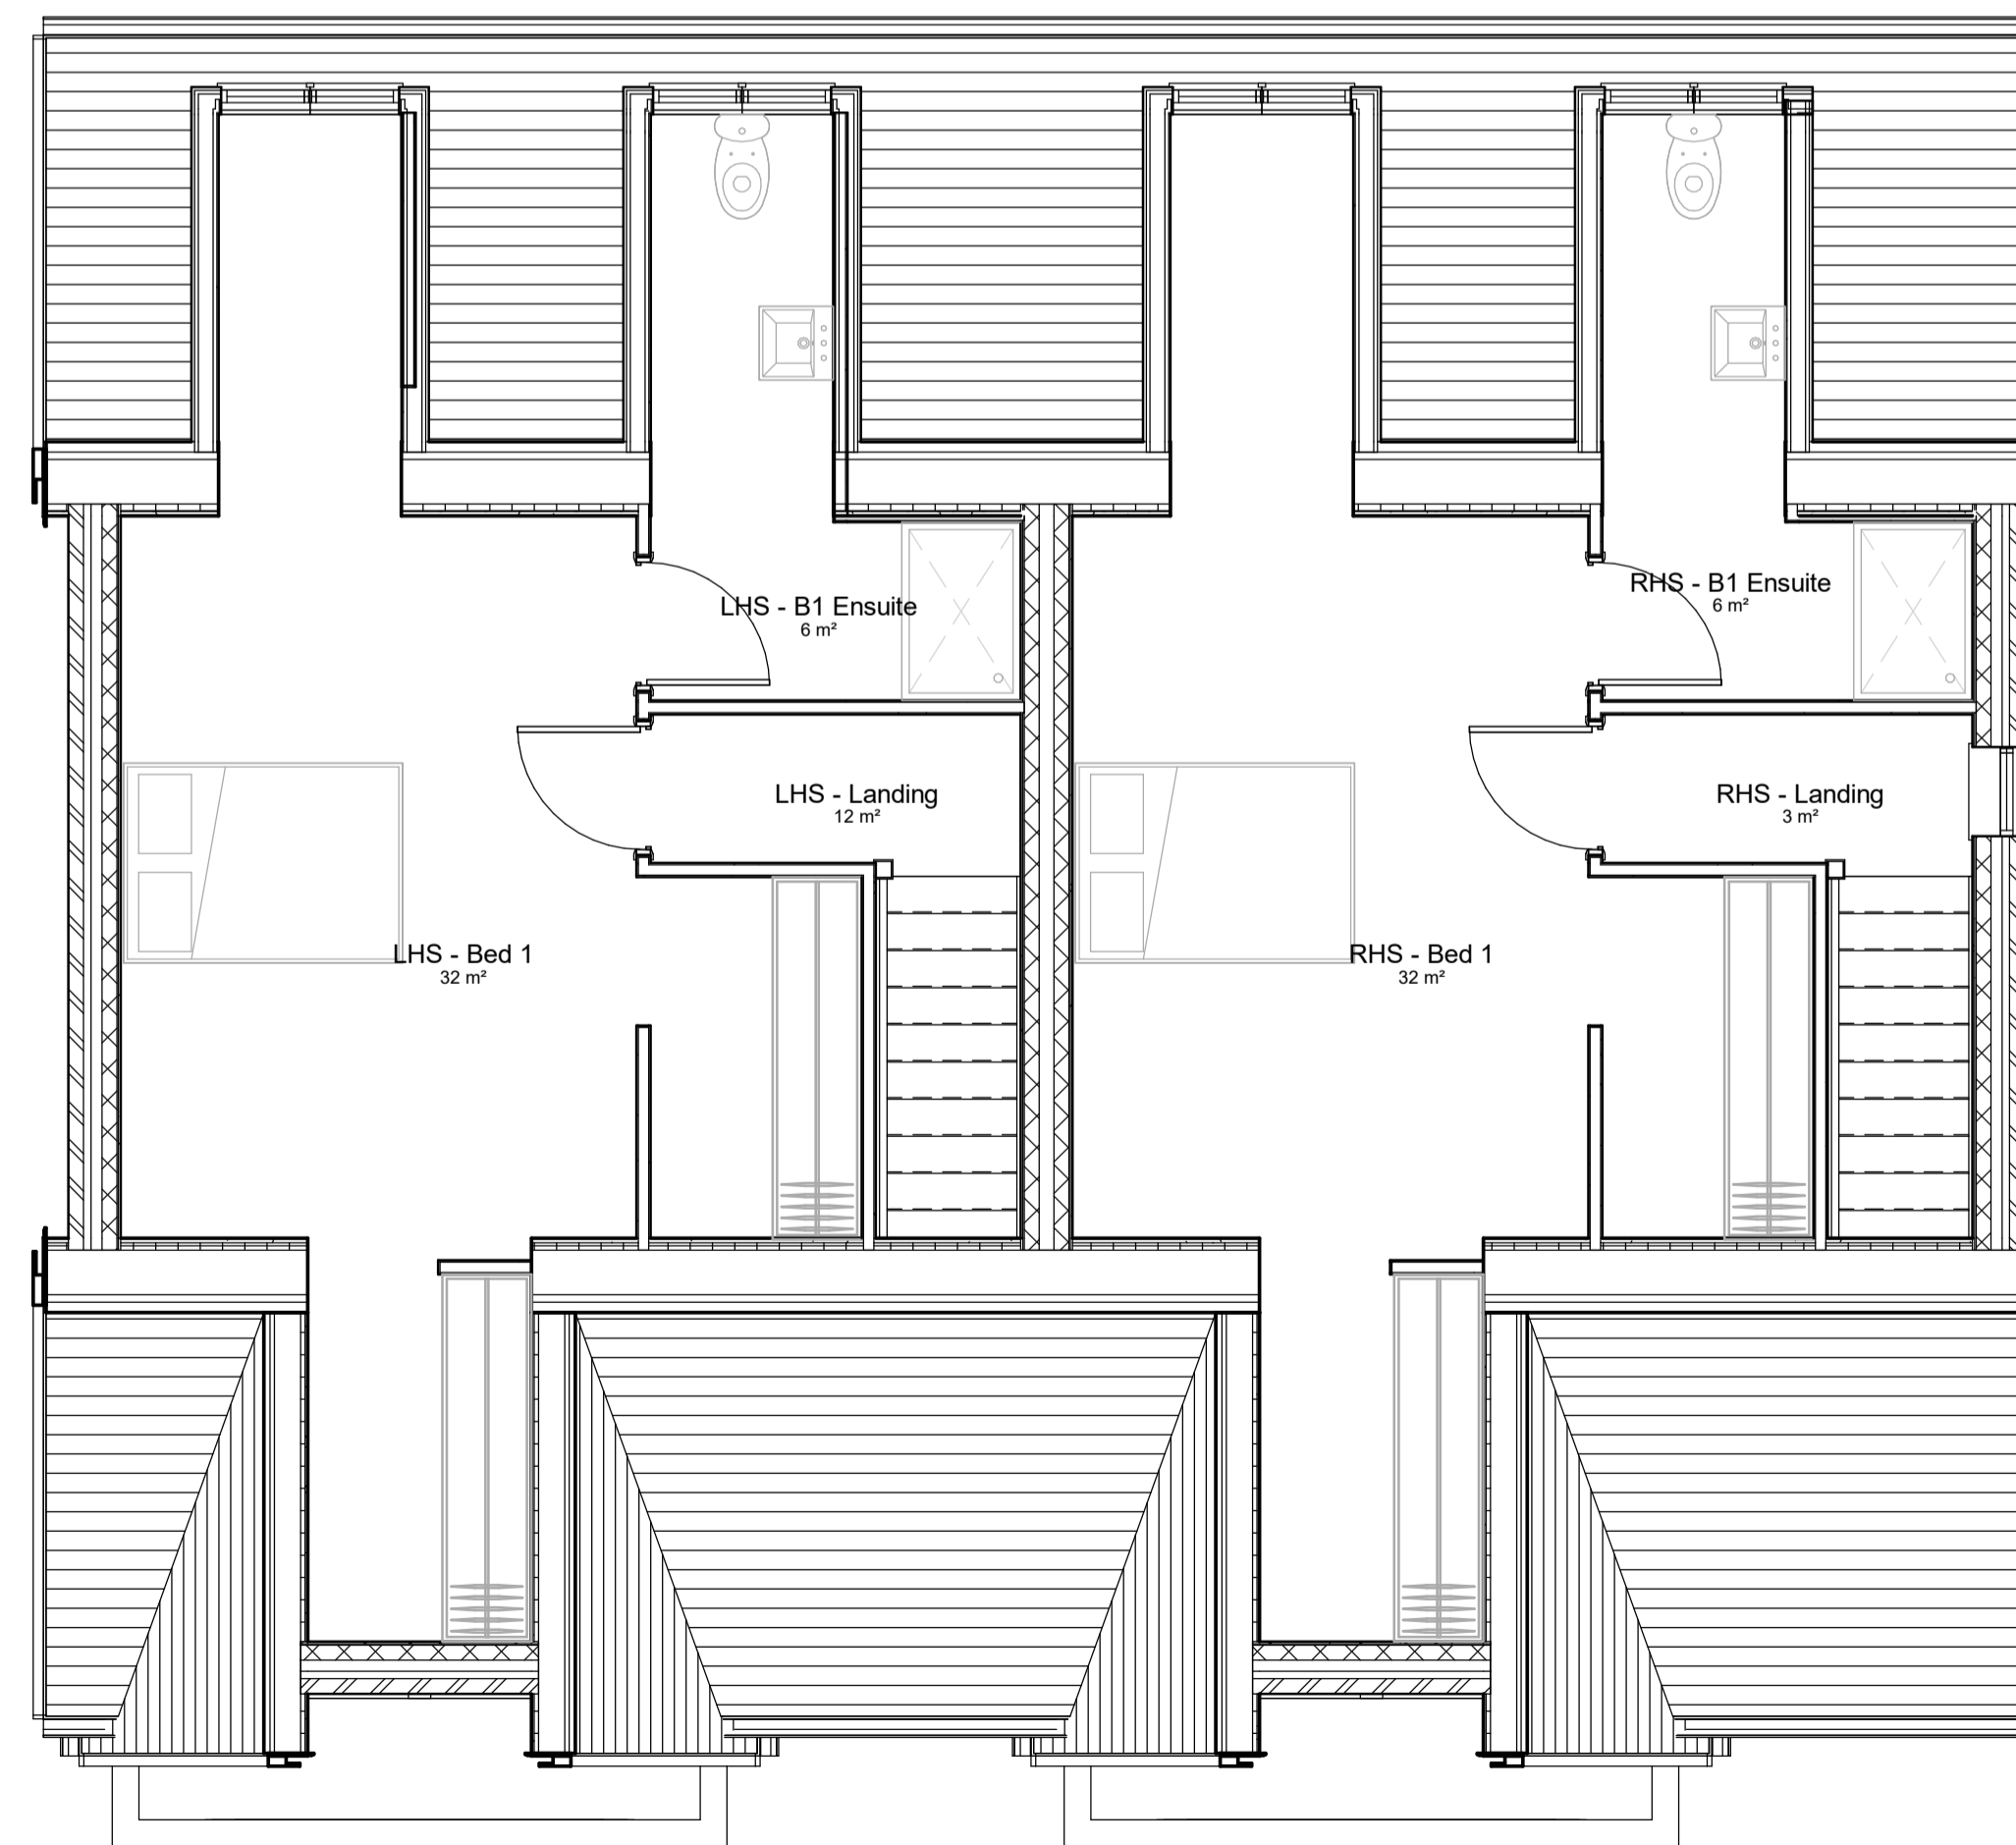 LHS - B1 Ensuite
6 m²
RHS - B1 Ensuite
6 m²
LHS - Landing
12 m²
RHS - Landing
3 m²
LHS - Bed 1
32 m²
RHS - Bed 1
32 m²